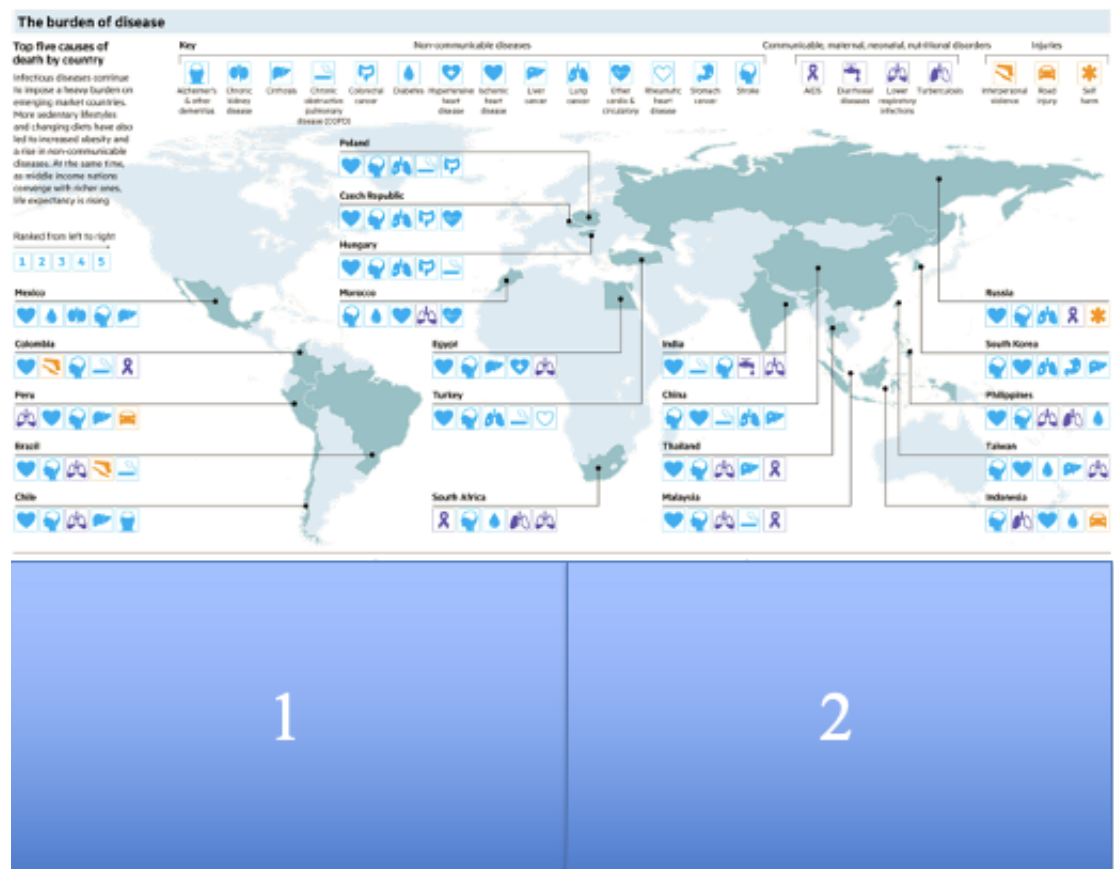 The burden of disease
Top five causes of
death by country
Infectious diseases continue
to impose a heavy burden on
emerging market countries.
More sedentary lifestyles
and changing diets have also
led to increased obesity and
a rise in non-communicable
diseases. At the same time,
as middle income nations
converge with richer ones,
life expectancy is rising
Ranked from left to right
1 2 3 4 5
Key
Non-communicable diseases
Alzheimer's
& other
dementias
Chronic
kidney
disease
Cirrhosis
Chronic
obstructive
pulmonary
disease (COPD)
Colorectal
cancer
Diabetes
Hypertensive
heart
disease
Ischemic
heart
disease
Liver
cancer
Lung
cancer
Other
cardio &
circulatory
Rheumatic
heart
disease
Stomach
cancer
Stroke
Communicable, maternal, neonatal, nutritional disorders
AIDS
Diarrhoeal
diseases
Lower
respiratory
infections
Tuberculosis
Injuries
Interpersonal
violence
Road
injury
Self
harm
Poland
Czech Republic
Hungary
Mexico
Morocco
Russia
Colombia
Egypt
India
South Korea
Peru
Turkey
China
Philippines
Brazil
Thailand
Taiwan
Chile
South Africa
Malaysia
Indonesia
1
2